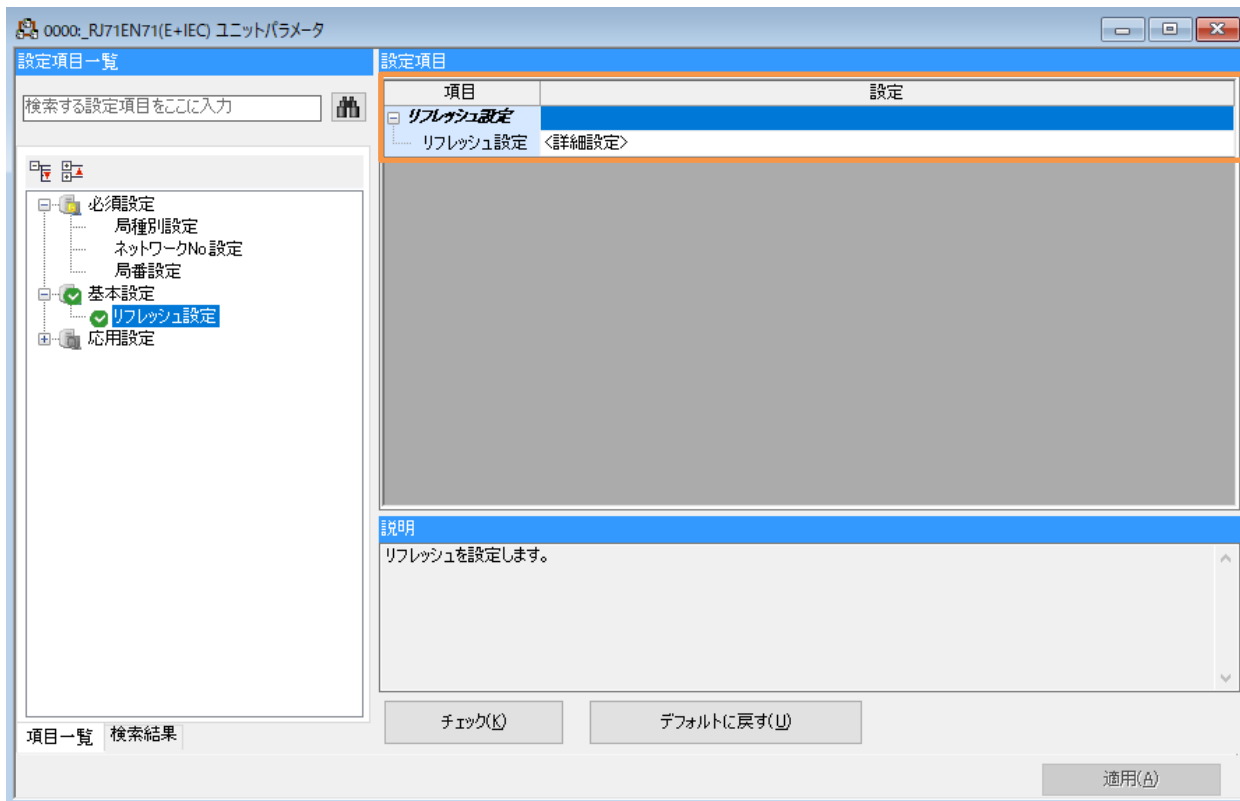 0000:_RJ71EN71(E+IEC) ユニットパラメータ
設定項目一覧
検索する設定項目をここに入力
必須設定
局種別設定
ネットワークNo設定
局番設定
基本設定
リフレッシュ設定
応用設定
項目一覧 検索結果
設定項目
項目 設定
リフレッシュ設定
リフレッシュ設定 <詳細設定>
説明
リフレッシュを設定します。
チェック(K) デフォルトに戻す(U)
適用(A)